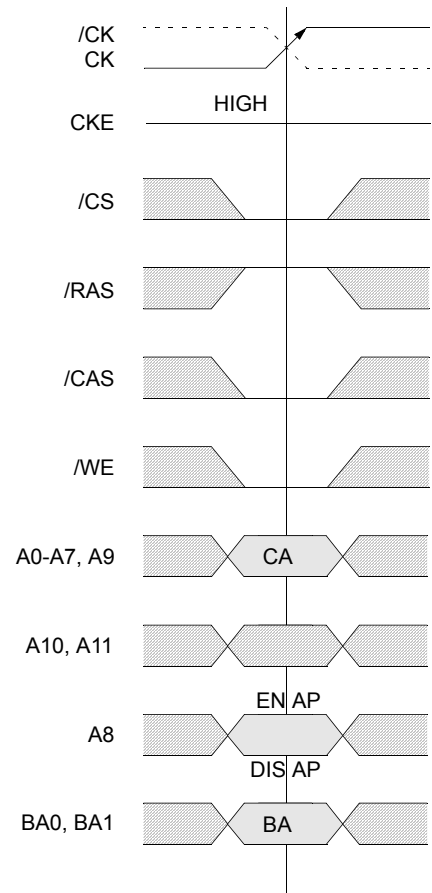 /CK
CK
HIGH
CKE
/CS
/RAS
/CAS
/WE
A0-A7, A9 CA
A10, A11
EN AP
A8
DIS AP
BA0, BA1 BA